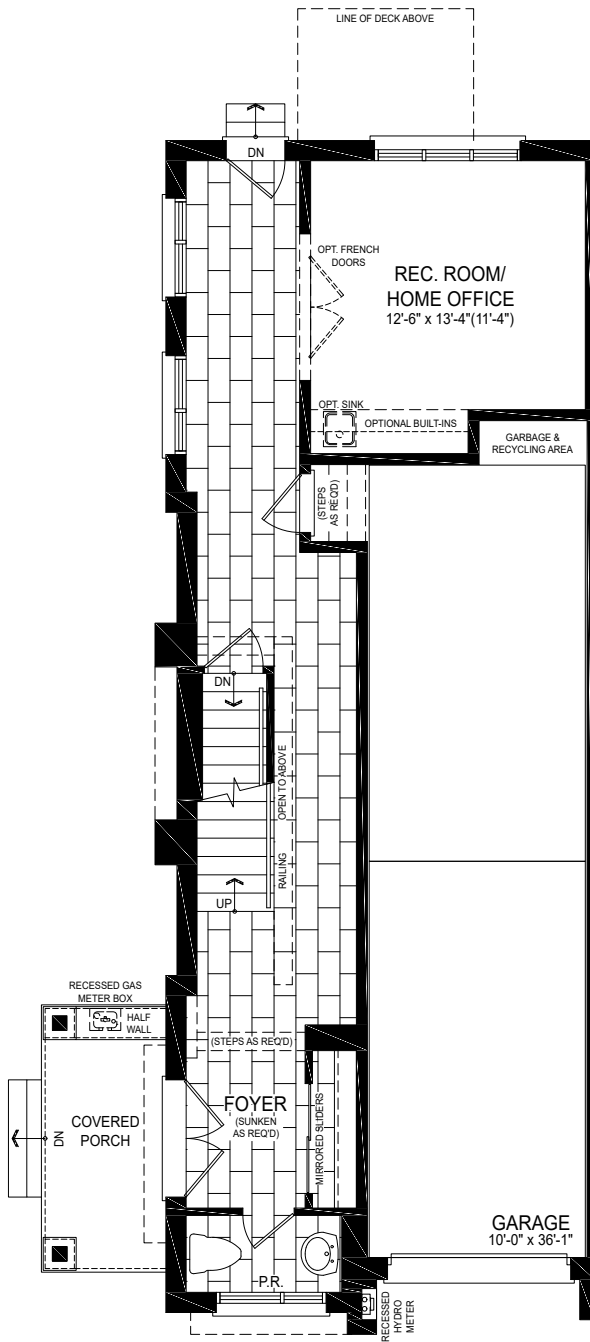 LINE OF DECK ABOVE
DN
OPT. FRENCH
DOORS
REC. ROOM/
HOME OFFICE
12'-6" x 13'-4"(11'-4")
OPT. SINK
OPTIONAL BUILT-INS
GARBAGE &
RECYCLING AREA
(STEPS
AS REQ'D)
DN
OPEN TO ABOVE
RAILING
UP
RECESSED GAS
METER BOX
HALF
WALL
(STEPS AS REQ'D)
COVERED
PORCH
DN
FOYER
(SUNKEN
AS REQ'D)
MIRRORED SLIDERS
GARAGE
10'-0" x 36'-1"
P.R.
RECESSED
HYDRO
METER